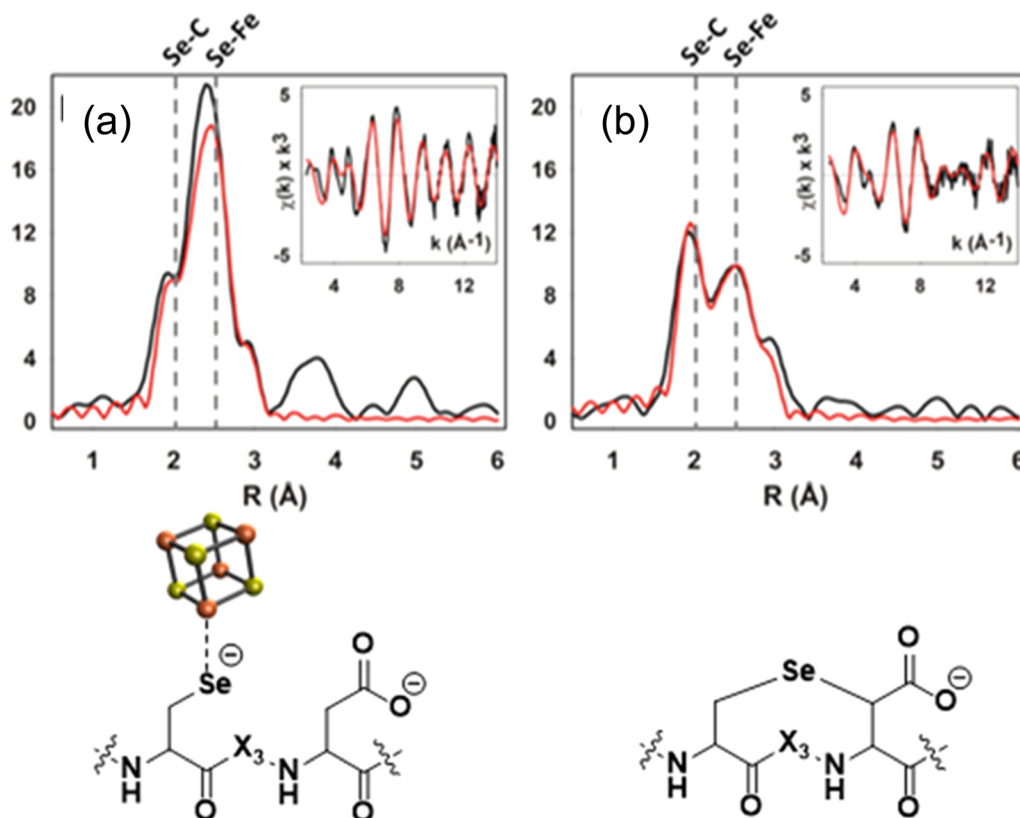 Se-C Se-Fe Se-C Se-Fe
(a) (b)
20 16 12 8 4 0
5 -5
χ(k) x k³
k (Å⁻¹)
4 8 12
1 2 3 4 5 6
R (Å)
20 16 12 8 4 0
5 -5
χ(k) x k³
k (Å⁻¹)
4 8 12
1 2 3 4 5 6
R (Å)
Se ⊖
O
O ⊖
X₃
N
H
O
N
H
O
Se
O
O ⊖
X₃
N
H
O
N
H
O